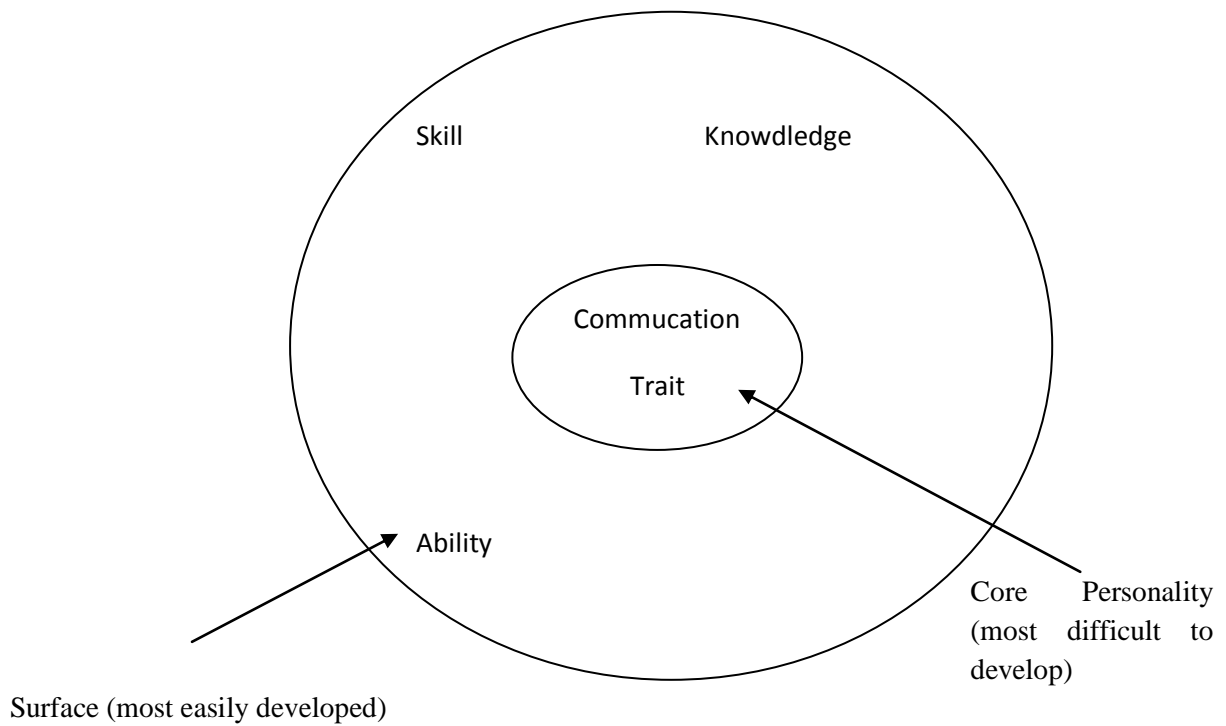 Skill Knowdledge
Commucation
Trait
Ability
Core Personality
(most difficult to
develop)
Surface (most easily developed)